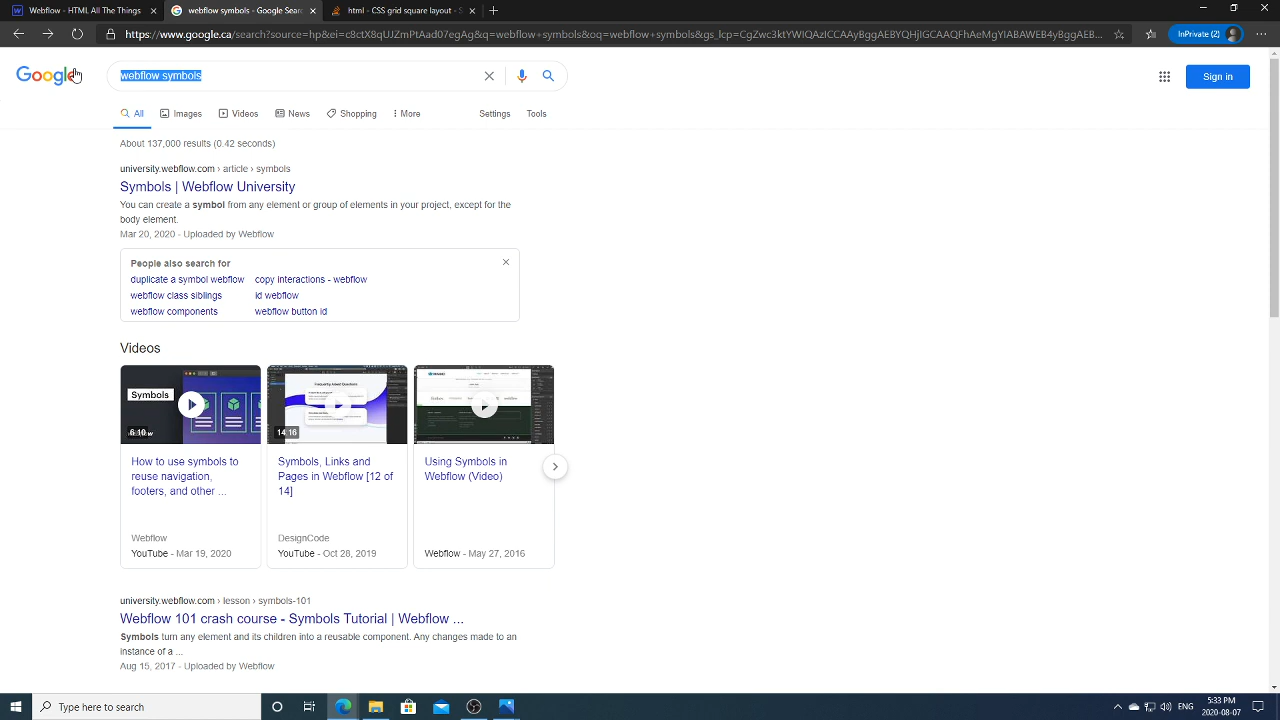 Webflow - HTML All The Things
webflow symbols - Google Searc
html - CSS grid square layout - S
https://www.google.ca/search?source=hp&ei=c8ctX8qUJZmPtAad07egAg&q=webflow+symbols&oq=webflow+symbols&gs_lcp=CgZwc3ktYWIQAzICCAAyBggAEBYQHjIGCAAQFhAeMgYIABAWEB4yBggAEB...
InPrivate (2)
Google
webflow symbols
Sign in
All
Images
Videos
News
Shopping
More
Settings
Tools
About 137,000 results (0.42 seconds)
university.webflow.com › article › symbols
Symbols | Webflow University
You can create a symbol from any element or group of elements in your project, except for the
body element.
Mar 20, 2020 - Uploaded by Webflow
People also search for
duplicate a symbol webflow copy interactions - webflow
webflow class siblings id webflow
webflow components webflow button id
Videos
Symbols
6:10
14:16
Frequently Asked Questions
How to use symbols to
reuse navigation,
footers, and other ...
Webflow
YouTube - Mar 19, 2020
Symbols, Links and
Pages in Webflow [12 of
14]
DesignCode
YouTube - Oct 28, 2019
Using Symbols in
Webflow (Video)
Webflow - May 27, 2016
university.webflow.com › lesson › symbols-101
Webflow 101 crash course - Symbols Tutorial | Webflow ...
Symbols turn any element and its children into a reusable component. Any changes made to an
instance of a ...
Aug 15, 2017 - Uploaded by Webflow
Type here to search
ENG
5:33 PM
2020-08-07